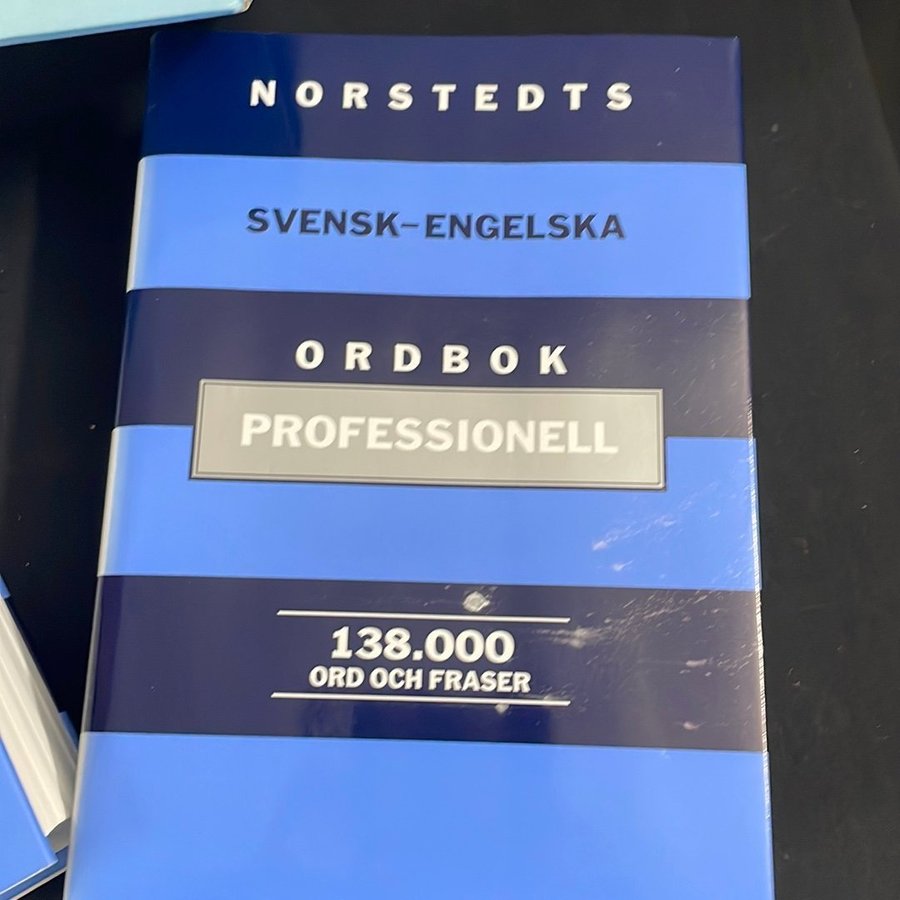 NORSTEDTS
SVENSK–ENGELSKA
ORDBOK
PROFESSIONELL
138.000
ORD OCH FRASER